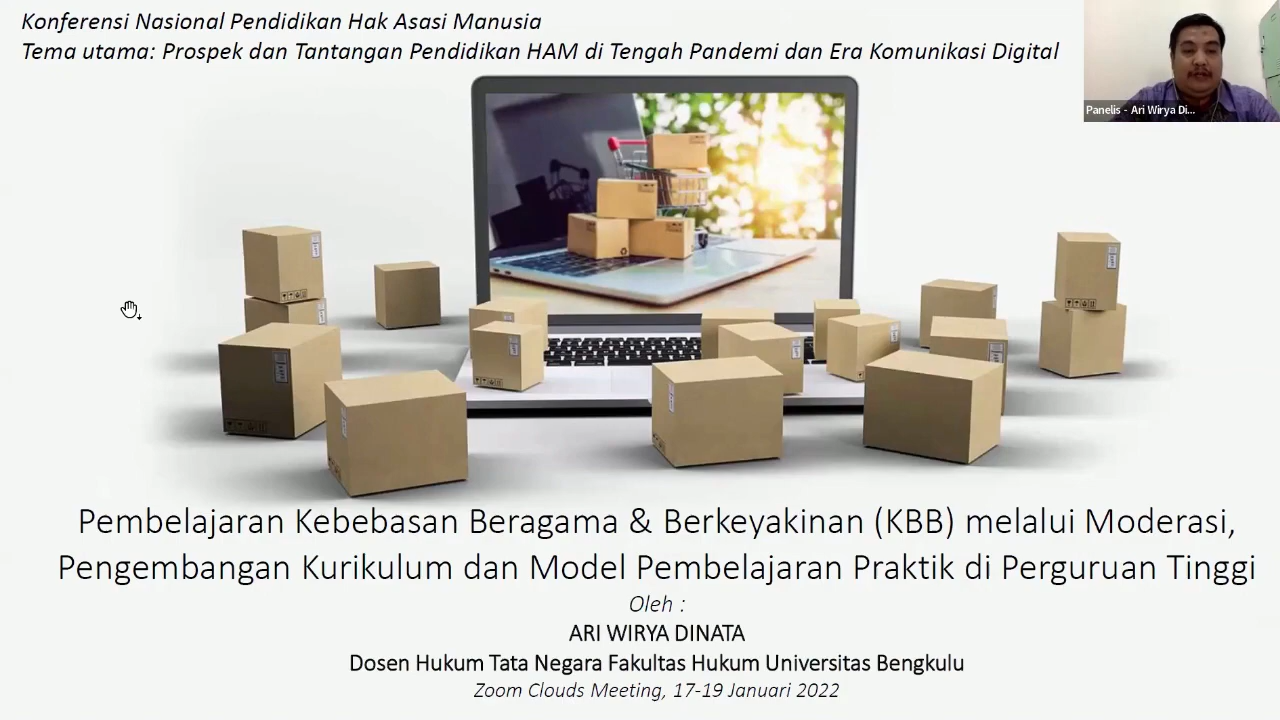 Konferensi Nasional Pendidikan Hak Asasi Manusia
Tema utama: Prospek dan Tantangan Pendidikan HAM di Tengah Pandemi dan Era Komunikasi Digital
Panelis - Ari Wirya Di...
Pembelajaran Kebebasan Beragama & Berkeyakinan (KBB) melalui Moderasi,
Pengembangan Kurikulum dan Model Pembelajaran Praktik di Perguruan Tinggi
Oleh :
ARI WIRYA DINATA
Dosen Hukum Tata Negara Fakultas Hukum Universitas Bengkulu
Zoom Clouds Meeting, 17-19 Januari 2022